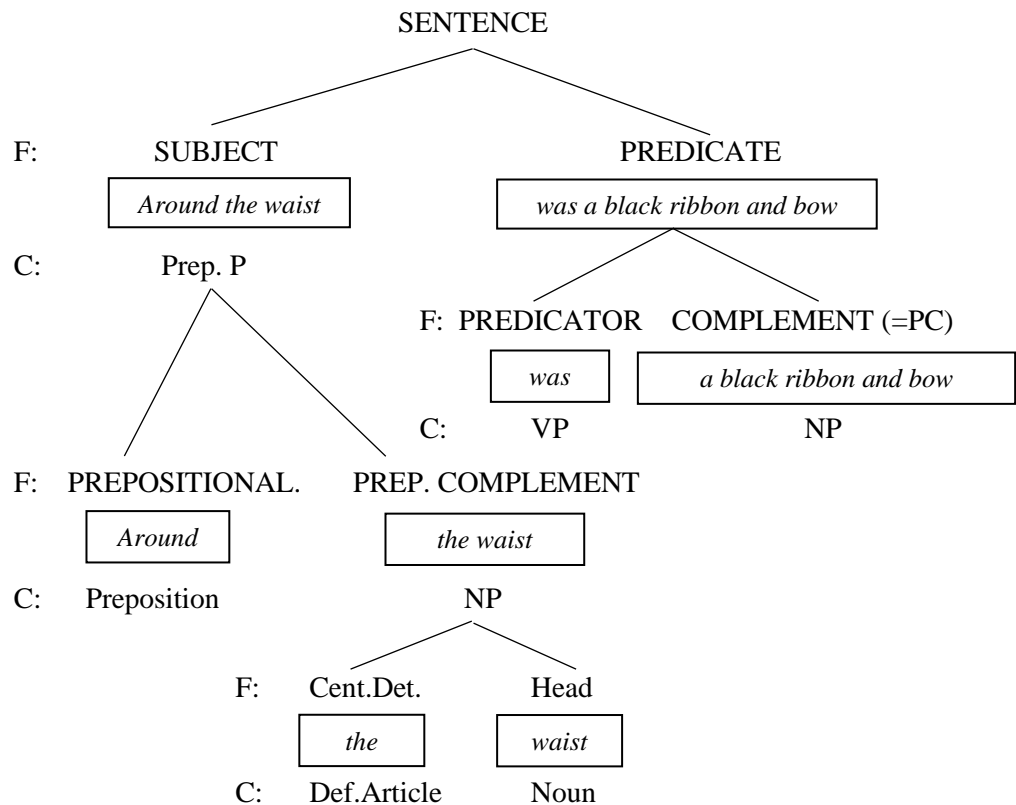 SENTENCE
F: SUBJECT PREDICATE
Around the waist was a black ribbon and bow
C: Prep. P
F: PREDICATOR COMPLEMENT (=PC)
was a black ribbon and bow
C: VP NP
F: PREPOSITIONAL. PREP. COMPLEMENT
Around the waist
C: Preposition NP
F: Cent.Det. Head
the waist
C: Def.Article Noun